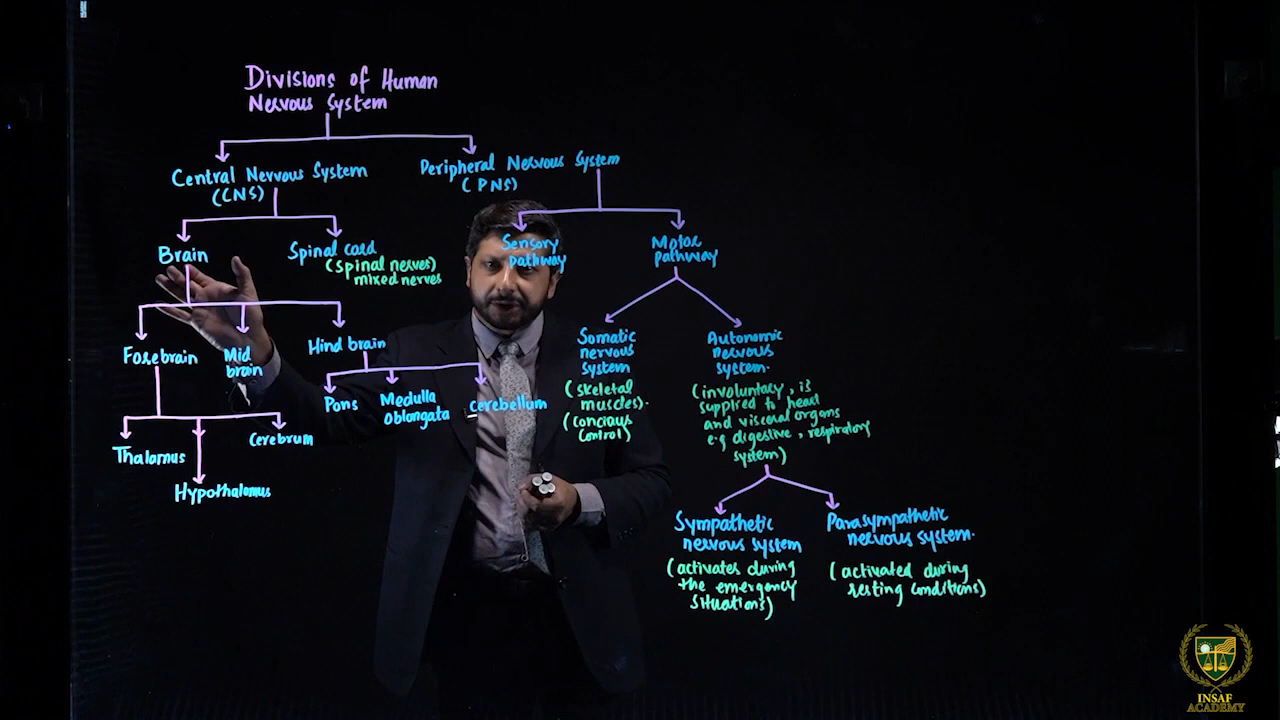 Divisions of Human
Nervous System
Central Nervous System
(CNS)
Peripheral Nervous System
(PNS)
Brain
Spinal cord
(Spinal nerves)
mixed nerves
Sensory
pathway
Motor
pathway
Forebrain
Mid
brain
Hind brain
Pons
Medulla
oblongata
cerebellum
Thalamus
Hypothalamus
Cerebrum
Somatic
nervous
system
(skeletal
muscles).
(concious
control)
Autonomic
nervous
system.
(involuntary, is
supplied to heart
and visceral organs
e.g digestive, respiratory
system)
Sympathetic
nervous system
(activates during
the emergency
situations)
Parasympathetic
nervous system.
(activated during
resting conditions)
INSAF
ACADEMY